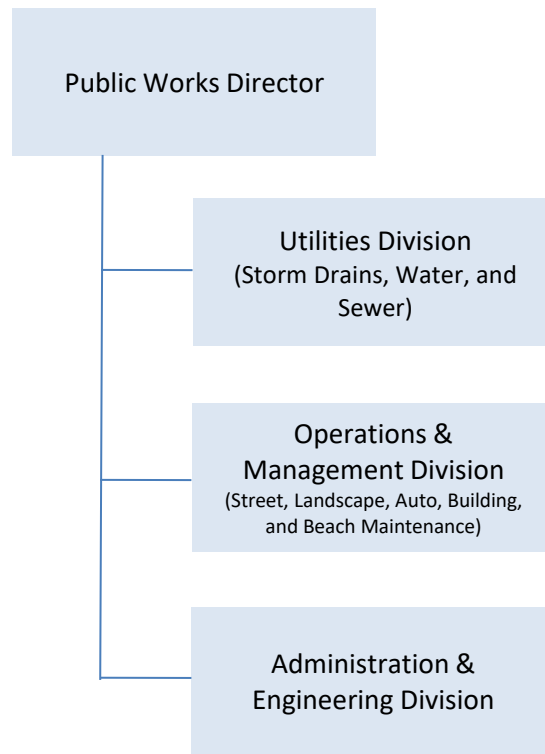 Public Works Director
Utilities Division
(Storm Drains, Water, and
Sewer)
Operations &
Management Division
(Street, Landscape, Auto, Building,
and Beach Maintenance)
Administration &
Engineering Division